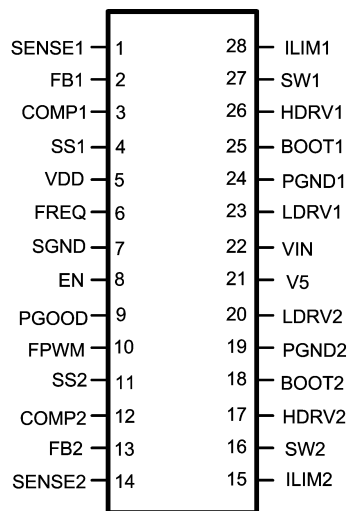 SENSE1 1 28 ILIM1
FB1 2 27 SW1
COMP1 3 26 HDRV1
SS1 4 25 BOOT1
VDD 5 24 PGND1
FREQ 6 23 LDRV1
SGND 7 22 VIN
EN 8 21 V5
PGOOD 9 20 LDRV2
FPWM 10 19 PGND2
SS2 11 18 BOOT2
COMP2 12 17 HDRV2
FB2 13 16 SW2
SENSE2 14 15 ILIM2